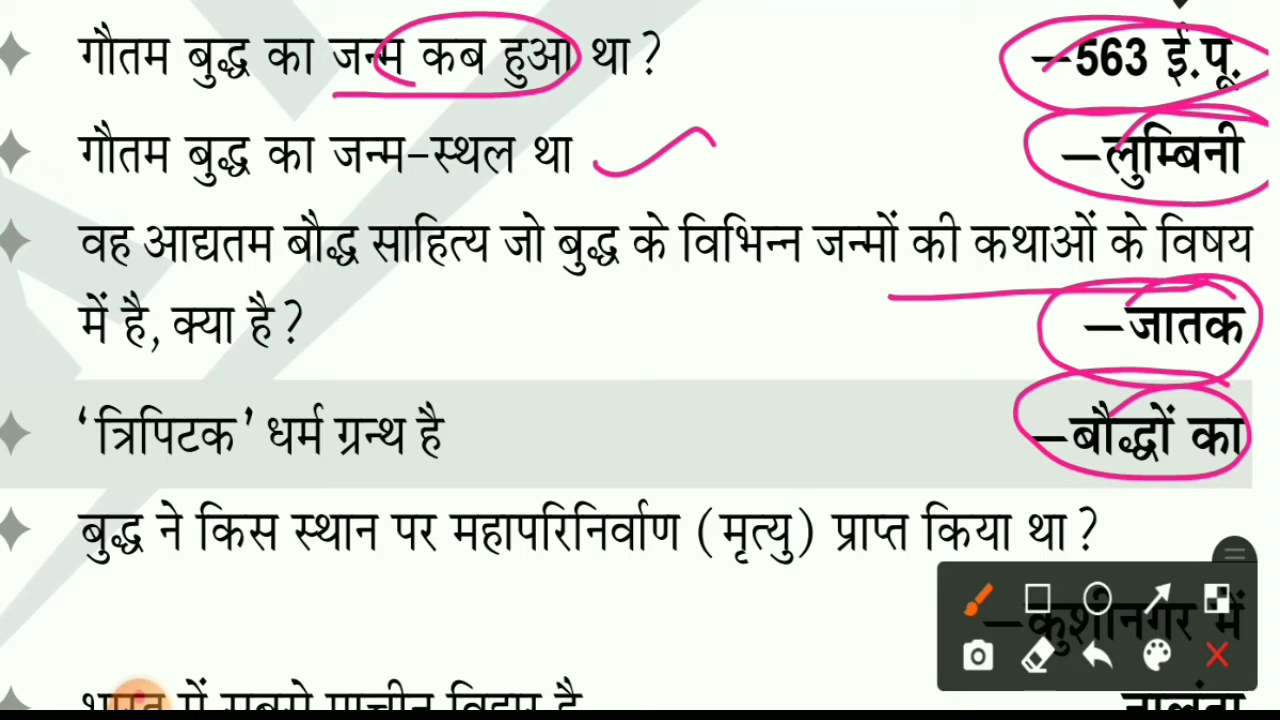 गौतम बुद्ध का जन्म कब हुआ था? —563 ई.पू.
गौतम बुद्ध का जन्म-स्थल था —लुम्बिनी
वह आद्यतम बौद्ध साहित्य जो बुद्ध के विभिन्न जन्मों की कथाओं के विषय
में है, क्या है? —जातक
‘त्रिपिटक’ धर्म ग्रन्थ है —बौद्धों का
बुद्ध ने किस स्थान पर महापरिनिर्वाण (मृत्यु) प्राप्त किया था?
—कुशीनगर में
में सबसे प्राचीन विहार है नालंदा